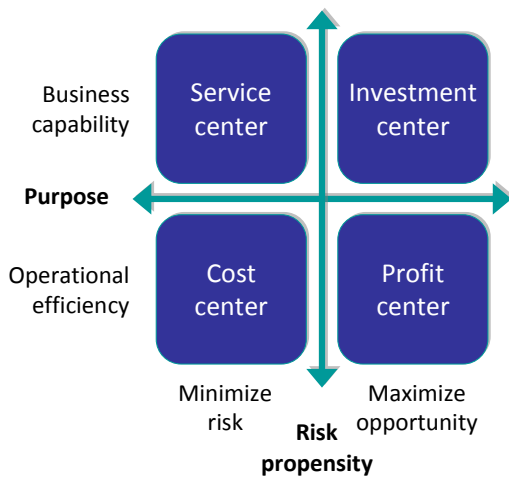 Business
capability
Service
center
Investment
center
Purpose
Operational
efficiency
Cost
center
Profit
center
Minimize
risk
Maximize
opportunity
Risk
propensity